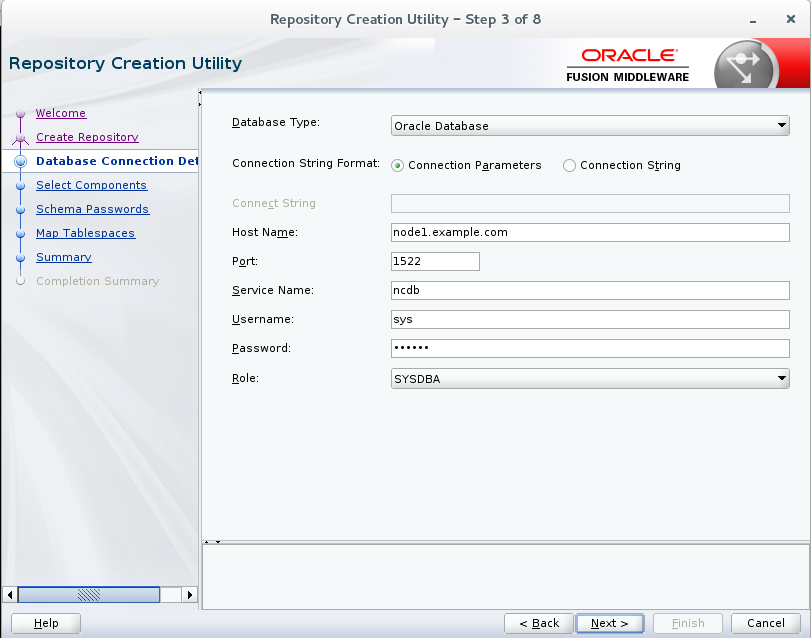 Repository Creation Utility – Step 3 of 8
Repository Creation Utility
ORACLE®
FUSION MIDDLEWARE
Welcome
Create Repository
Database Connection Det
Select Components
Schema Passwords
Map Tablespaces
Summary
Completion Summary
Database Type: Oracle Database
Connection String Format: Connection Parameters Connection String
Connect String
Host Name: node1.example.com
Port: 1522
Service Name: ncdb
Username: sys
Password: ••••••
Role: SYSDBA
Help < Back Next > Finish Cancel